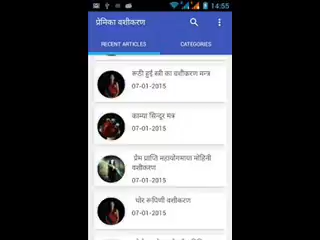 14:55
प्रेमिका वशीकरण
RECENT ARTICLES
CATEGORIES
रूठी हुई स्त्री का वशीकरण मन्त्र
07-01-2015
काम्या सिन्दूर मंत्र
07-01-2015
प्रेम प्राप्ति महायोगमाया मोहिनी
वशीकरण
07-01-2015
घोर रूपिणी वशीकरण
07-01-2015